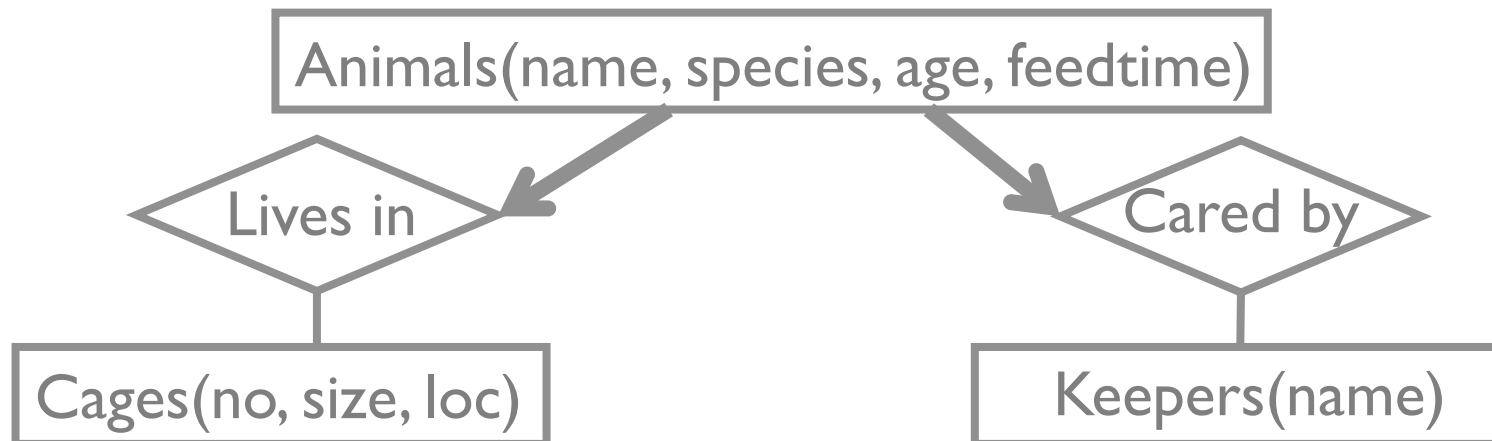 Animals(name, species, age, feedtime)
Lives in
Cared by
Cages(no, size, loc)
Keepers(name)